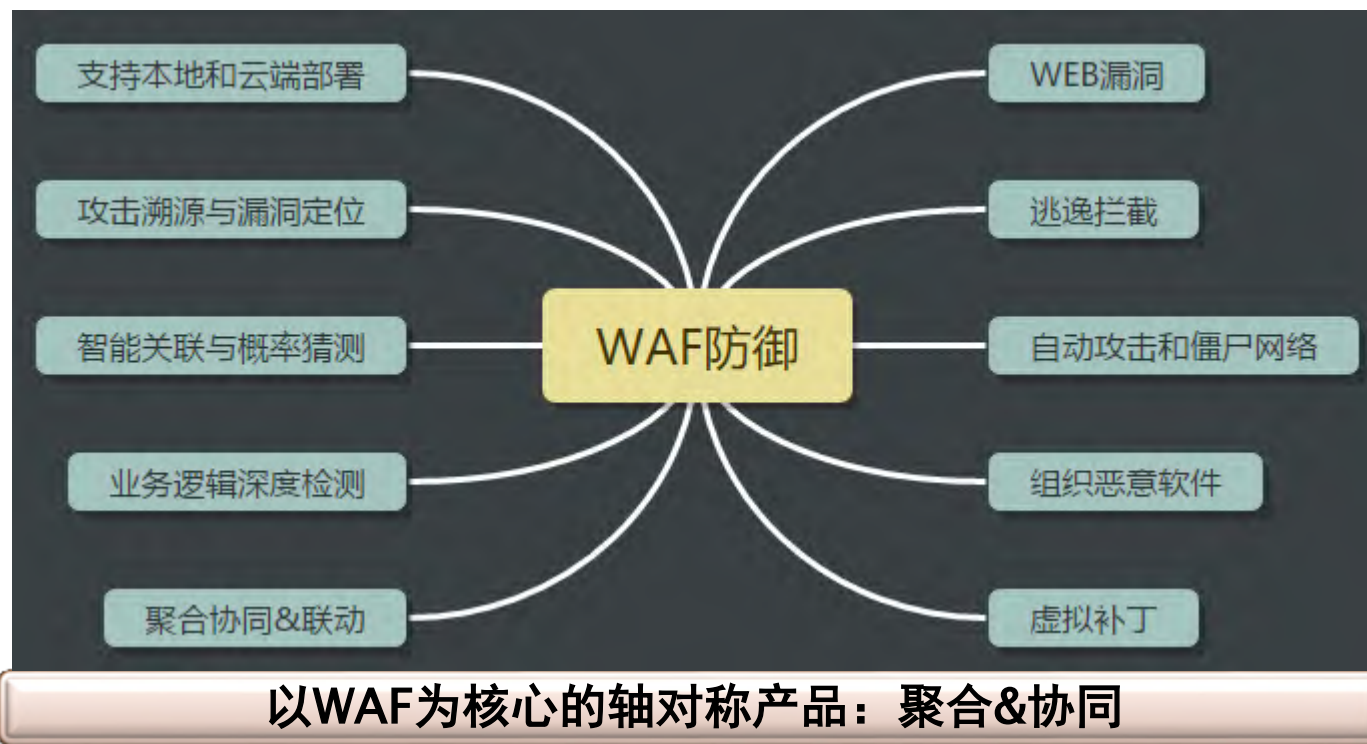 支持本地和云端部署
攻击溯源与漏洞定位
智能关联与概率猜测
业务逻辑深度检测
聚合协同&联动
WAF防御
WEB漏洞
逃逸拦截
自动攻击和僵尸网络
组织恶意软件
虚拟补丁
以WAF为核心的轴对称产品：聚合&协同